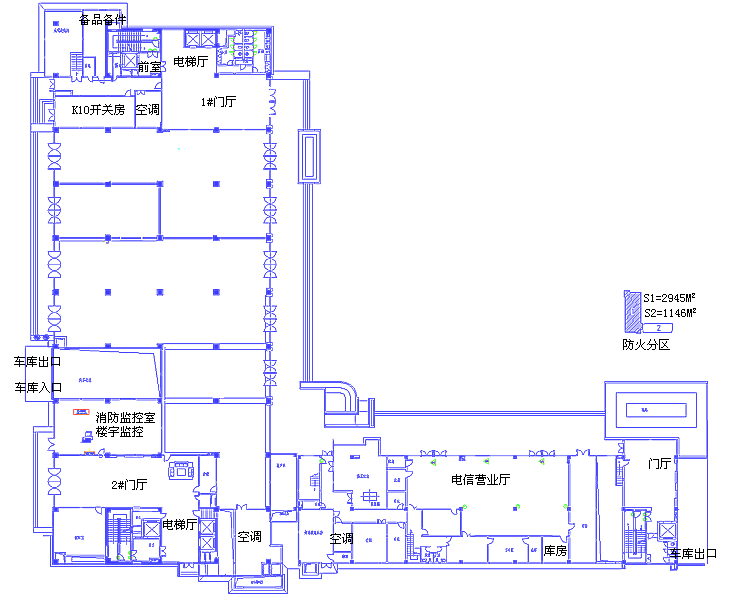 备品备件
前室
电梯厅
1#门厅
K10开关房
空调
S1=2945M²
S2=1146M²
防火分区
车库出口
车库入口
消防监控室
楼宇监控
2#门厅
电梯厅
空调
空调
电信营业厅
库房
门厅
车库出口